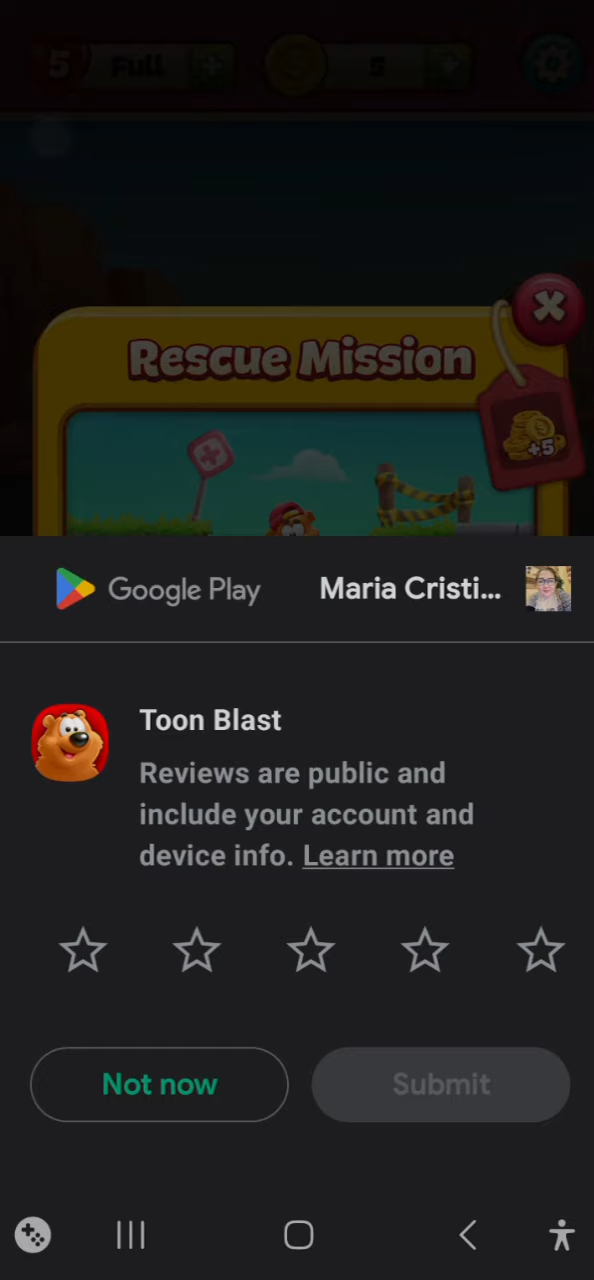 5 Full 5
Rescue Mission
+5
Google Play Maria Cristi...
Toon Blast
Reviews are public and
include your account and
device info. Learn more
Not now Submit